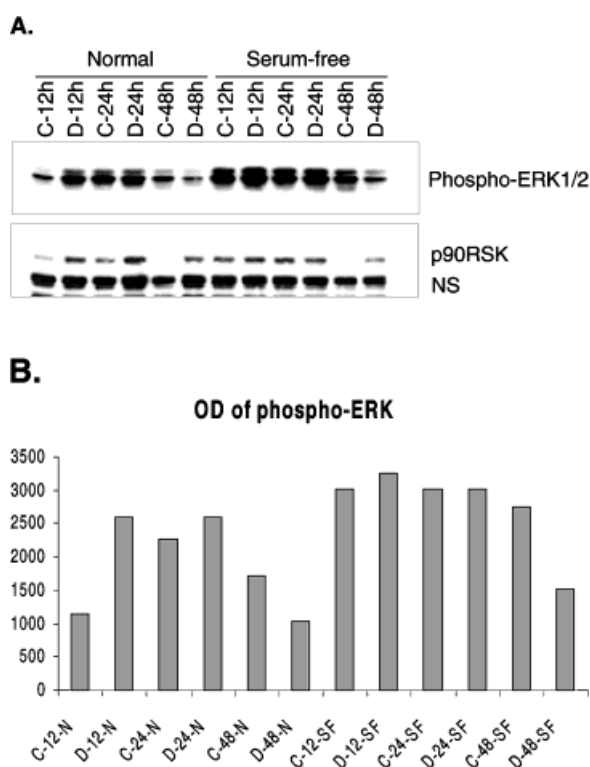 A.
Normal Serum-free
C-12h D-12h C-24h D-24h C-48h D-48h C-12h D-12h C-24h D-24h C-48h D-48h
Phospho-ERK1/2
p90RSK
NS
B.
OD of phospho-ERK
3500
3000
2500
2000
1500
1000
500
0
C-12-N D-12-N C-24-N D-24-N C-48-N D-48-N C-12-SF D-12-SF C-24-SF D-24-SF C-48-SF D-48-SF